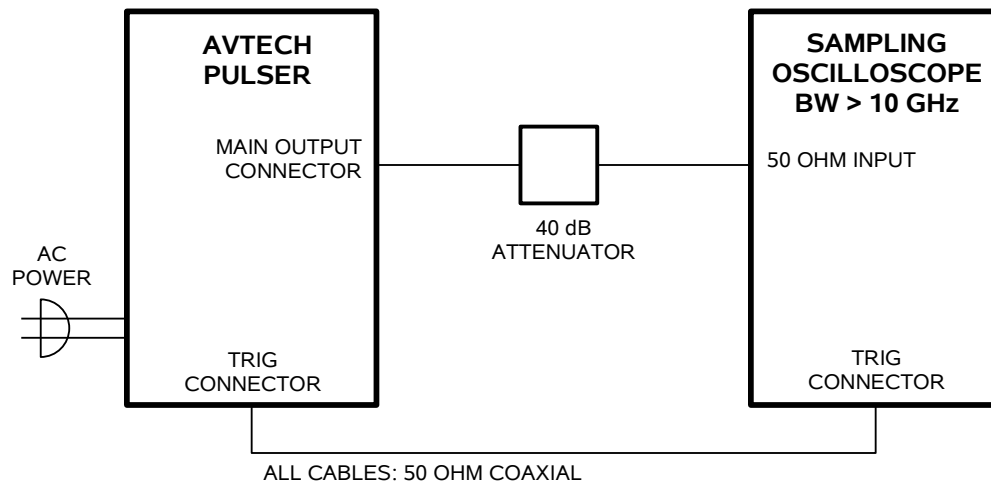 AVTECH
PULSER
SAMPLING
OSCILLOSCOPE
BW > 10 GHz
MAIN OUTPUT
CONNECTOR
50 OHM INPUT
40 dB
ATTENUATOR
AC
POWER
TRIG
CONNECTOR
TRIG
CONNECTOR
ALL CABLES: 50 OHM COAXIAL